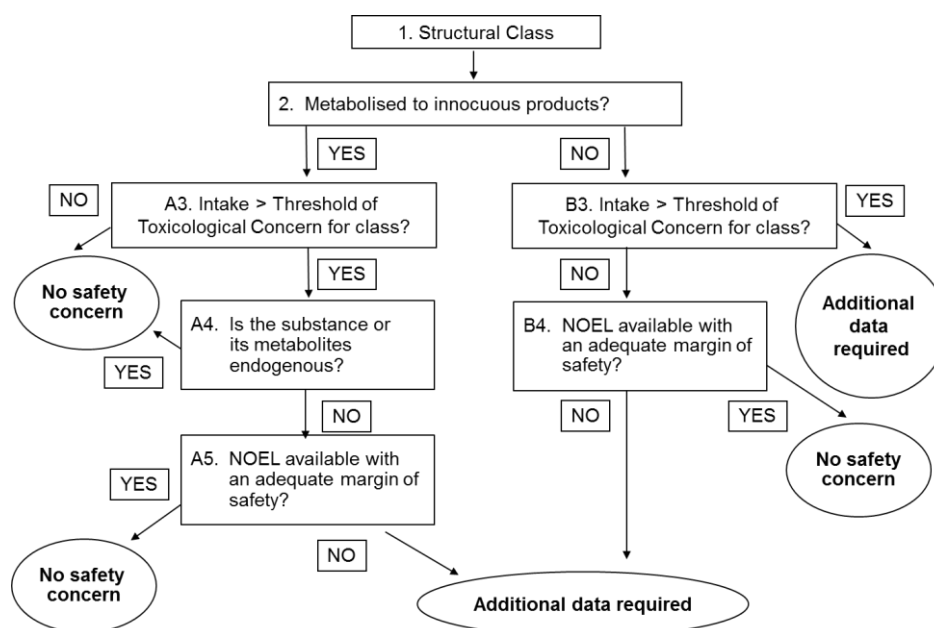 1. Structural Class
2. Metabolised to innocuous products?
YES
NO
NO
A3. Intake > Threshold of
Toxicological Concern for class?
B3. Intake > Threshold of
Toxicological Concern for class?
YES
YES
NO
No safety
concern
A4. Is the substance or
its metabolites
endogenous?
B4. NOEL available with
an adequate margin of
safety?
Additional
data
required
YES
NO
NO
YES
A5. NOEL available with
an adequate margin of
safety?
YES
No safety
concern
NO
No safety
concern
Additional data required